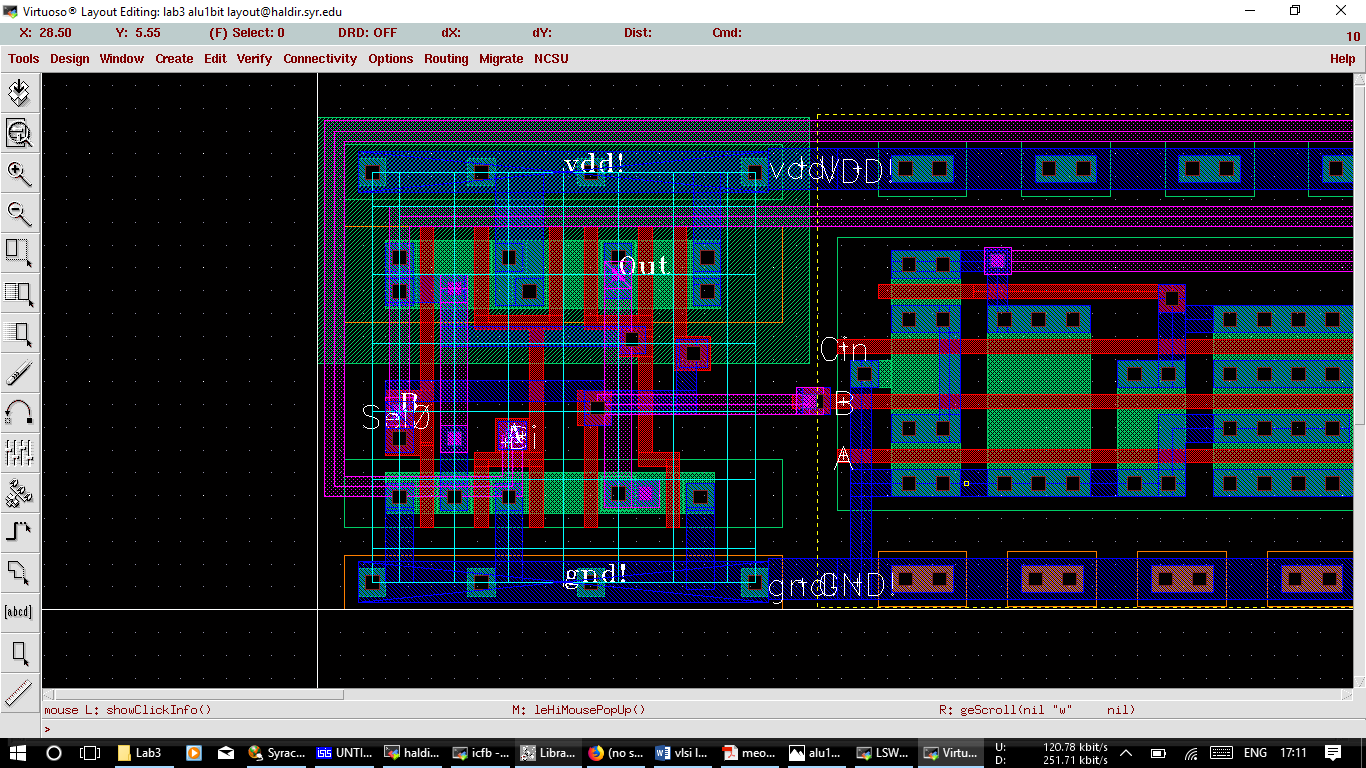 Virtuoso® Layout Editing: lab3 alu1bit layout@haldir.syr.edu
X: 28.50 Y: 5.55 (F) Select: 0 DRD: OFF dX: dY: Dist: Cmd:
10
Tools Design Window Create Edit Verify Connectivity Options Routing Migrate NCSU Help
vdd! vdd! VDD!
Out
Cin
B B
Sel0
A
gnd! gnd! GND!
[abcd]
mouse L: showClickInfo() M: leHiMousePopUp() R: geScroll(nil "w" nil)
>
Lab3 Syrac... UNTI... haldi... icfb -... Libra... (no s... vlsi l... meo... alu1... LSW... Virtu... U: 120.78 kbit/s ENG 17:11
D: 251.71 kbit/s